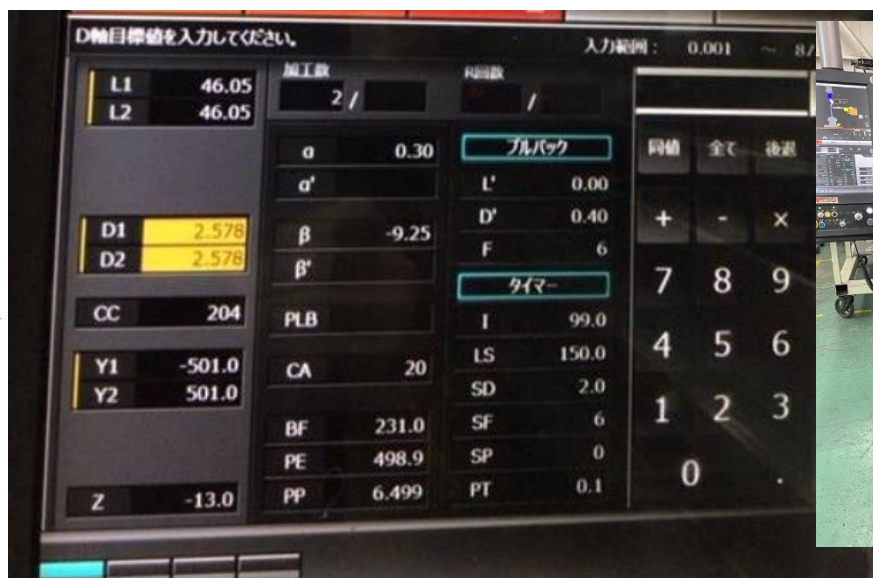 D軸目標値を入力してください。
入力範囲： 0.001 ～ 8/
L1 46.05
L2 46.05
D1 2.578
D2 2.578
CC 204
Y1 -501.0
Y2 501.0
Z -13.0
加工数
2 /
R回数
/
α 0.30
α'
β -9.25
β'
PLB
CA 20
BF 231.0
PE 498.9
PP 6.499
プルバック
L' 0.00
D' 0.40
F 6
タイマー
I 99.0
LS 150.0
SD 2.0
SF 6
SP 0
PT 0.1
同値 全て 後退
+ - ×
7 8 9
4 5 6
1 2 3
0 .